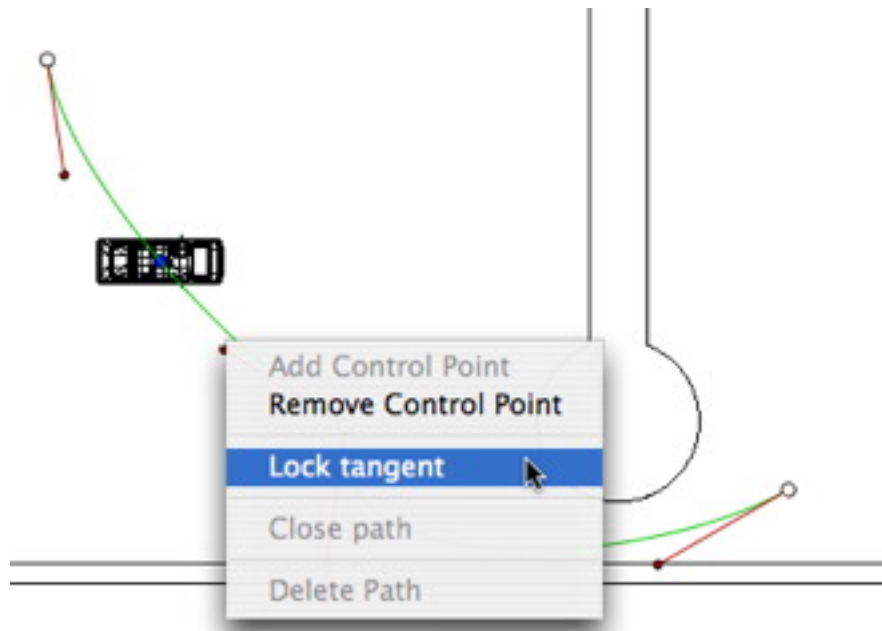 Add Control Point
Remove Control Point
Lock tangent
Close path
Delete Path